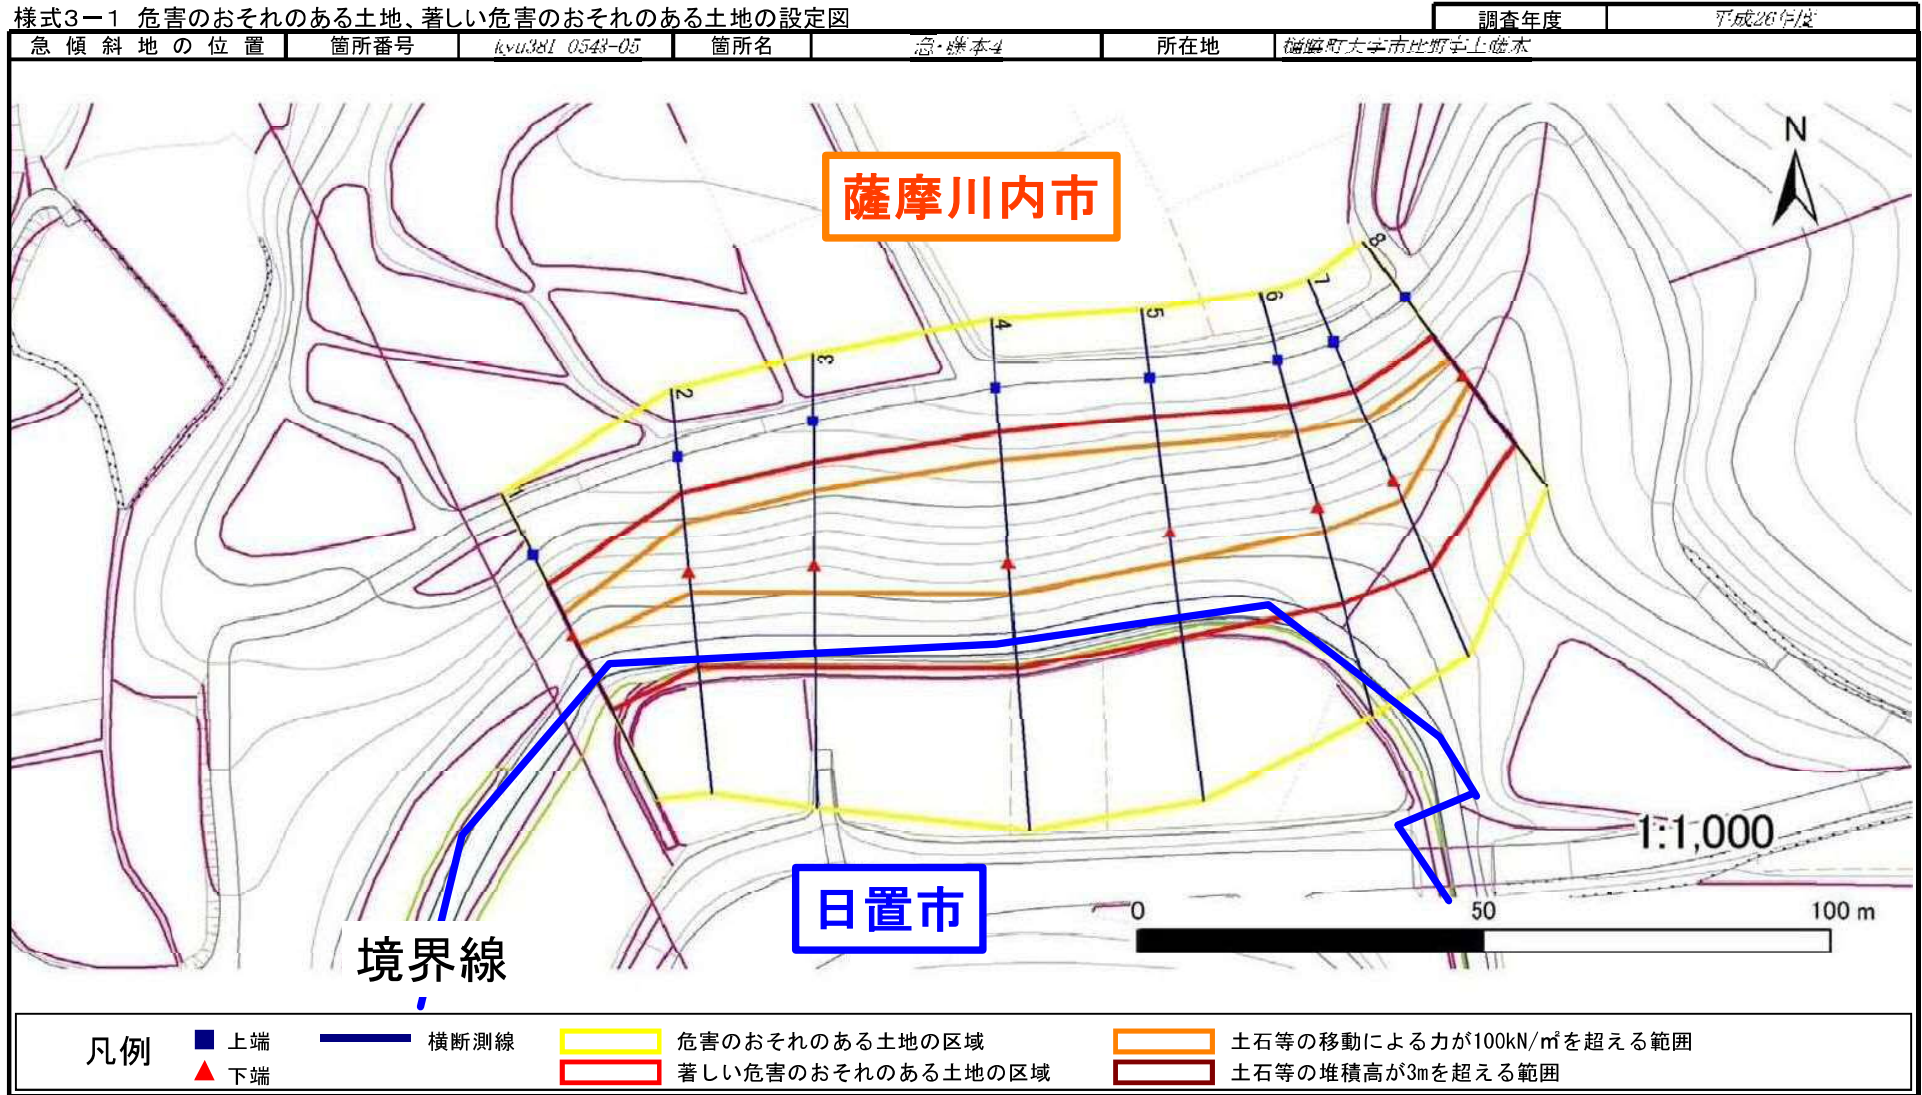 様式3-1 危害のおそれのある土地、著しい危害のおそれのある土地の設定図
調査年度 平成26年度
急傾斜地の位置 箇所番号 kyu381 0543-05 箇所名 急・藤本4 所在地
N
薩摩川内市
8
7
6
5
4
3
2
1:1,000
日置市
0 50 100 m
境界線
凡例 上端 横断測線 危害のおそれのある土地の区域 土石等の移動による力が100kN/㎡を超える範囲
下端 著しい危害のおそれのある土地の区域 土石等の堆積高が3mを超える範囲